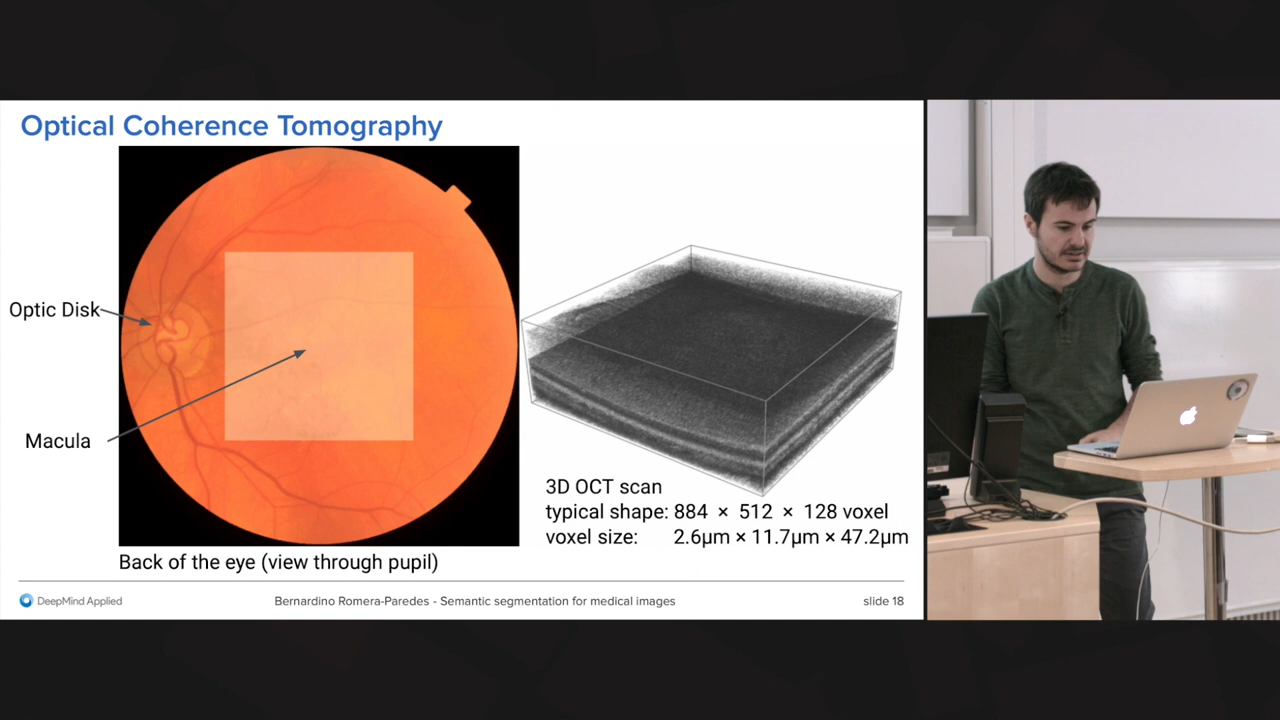 Optical Coherence Tomography
Optic Disk
Macula
Back of the eye (view through pupil)
3D OCT scan
typical shape: 884 × 512 × 128 voxel
voxel size: 2.6µm × 11.7µm × 47.2µm
DeepMind Applied
Bernardino Romera-Paredes - Semantic segmentation for medical images
slide 18